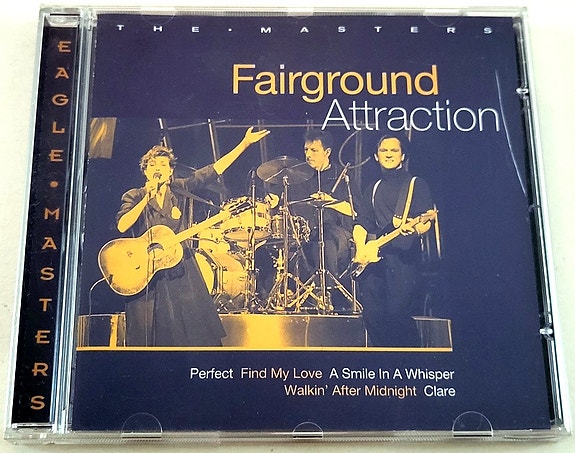 THE • MASTERS
Fairground
Attraction
Perfect Find My Love A Smile In A Whisper
Walkin' After Midnight Clare
EAGLE • MASTERS